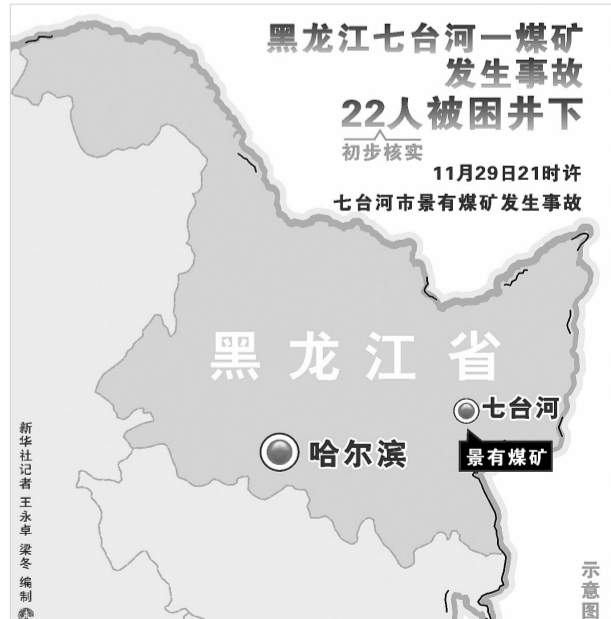 黑龙江七台河一煤矿
发生事故
22人被困井下
初步核实
11月29日21时许
七台河市景有煤矿发生事故
黑龙江省
七台河
景有煤矿
哈尔滨
新华社记者 王永卓 梁冬 编制
示意图